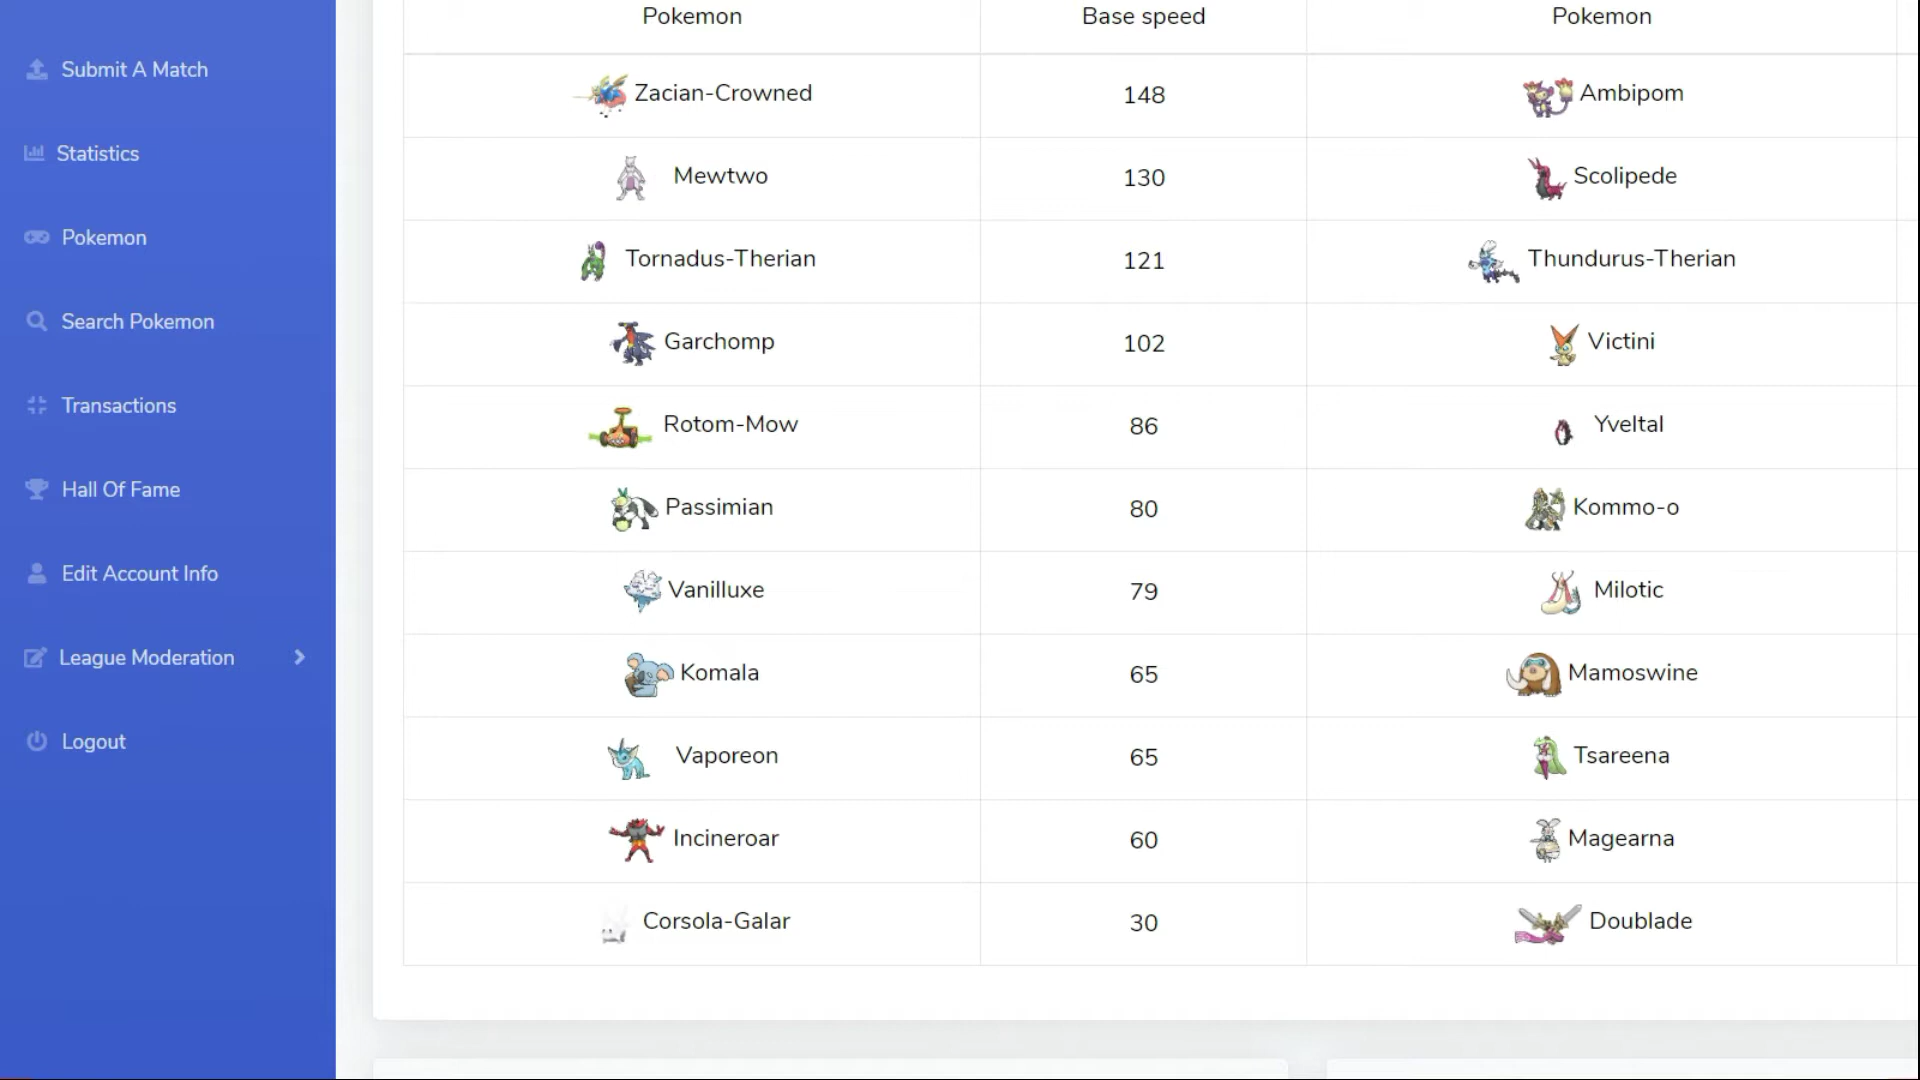 Submit A Match
Statistics
Pokemon
Search Pokemon
Transactions
Hall Of Fame
Edit Account Info
League Moderation
Logout
Pokemon Base speed Pokemon
Zacian-Crowned 148 Ambipom
Mewtwo 130 Scolipede
Tornadus-Therian 121 Thundurus-Therian
Garchomp 102 Victini
Rotom-Mow 86 Yveltal
Passimian 80 Kommo-o
Vanilluxe 79 Milotic
Komala 65 Mamoswine
Vaporeon 65 Tsareena
Incineroar 60 Magearna
Corsola-Galar 30 Doublade